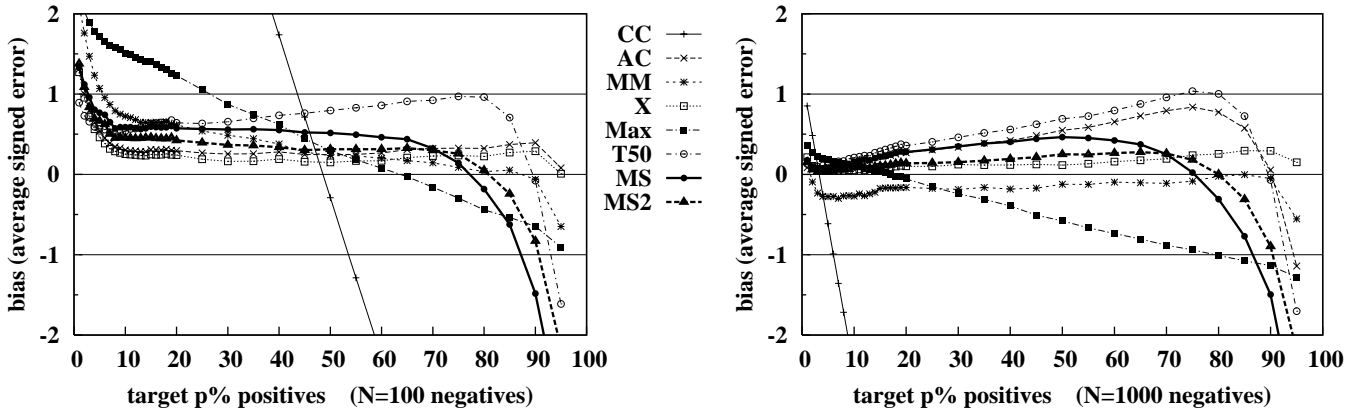 bias (average signed error)
2
1
0
-1
-2
0 10 20 30 40 50 60 70 80 90 100
target p% positives (N=100 negatives)
CC
AC
MM
X
Max
T50
MS
MS2
bias (average signed error)
2
1
0
-1
-2
0 10 20 30 40 50 60 70 80 90 100
target p% positives (N=1000 negatives)